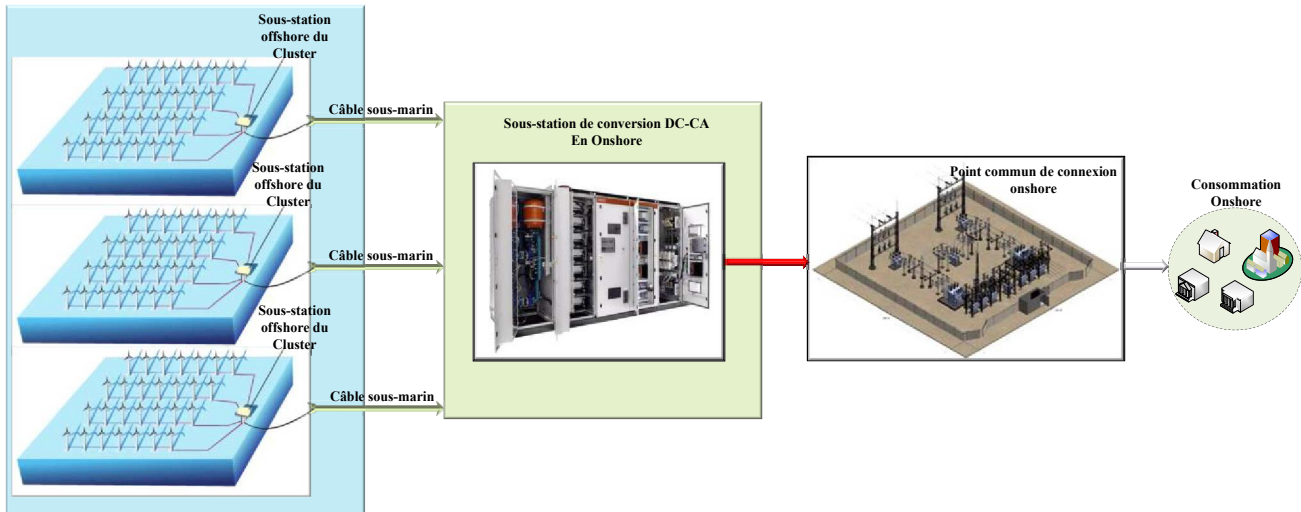 Sous-station
offshore du
Cluster
Câble sous-marin
Sous-station
offshore du
Cluster
Câble sous-marin
Sous-station
offshore du
Cluster
Câble sous-marin
Sous-station de conversion DC-CA
En Onshore
Point commun de connexion
onshore
Consommation
Onshore